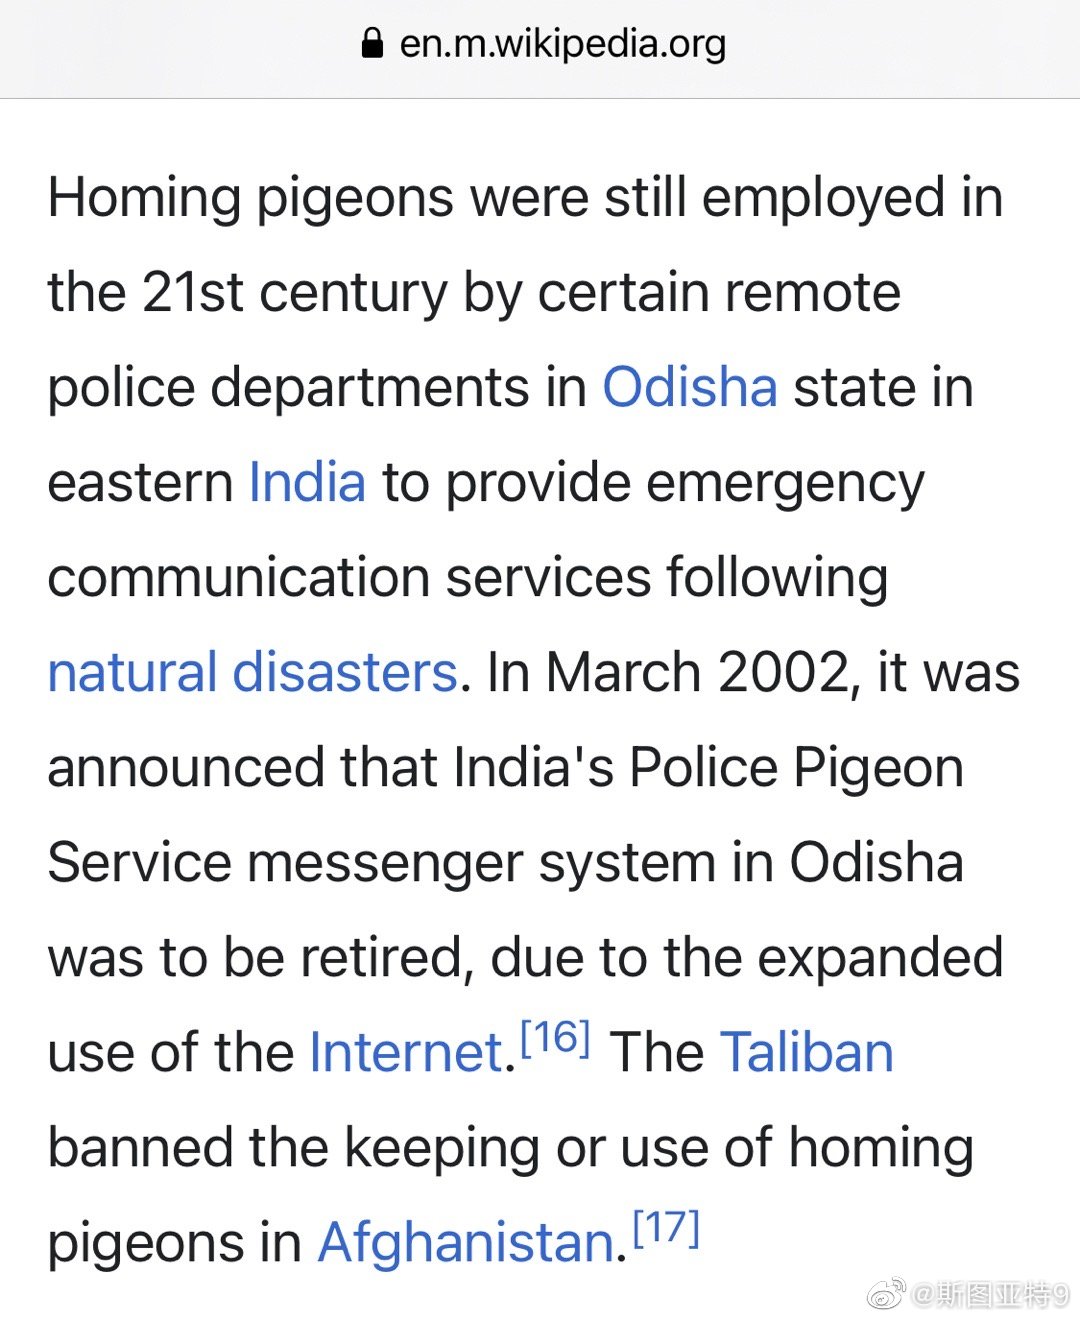 en.m.wikipedia.org
Homing pigeons were still employed in
the 21st century by certain remote
police departments in Odisha state in
eastern India to provide emergency
communication services following
natural disasters. In March 2002, it was
announced that India's Police Pigeon
Service messenger system in Odisha
was to be retired, due to the expanded
use of the Internet.[16] The Taliban
banned the keeping or use of homing
pigeons in Afghanistan.[17]
@斯图亚特9